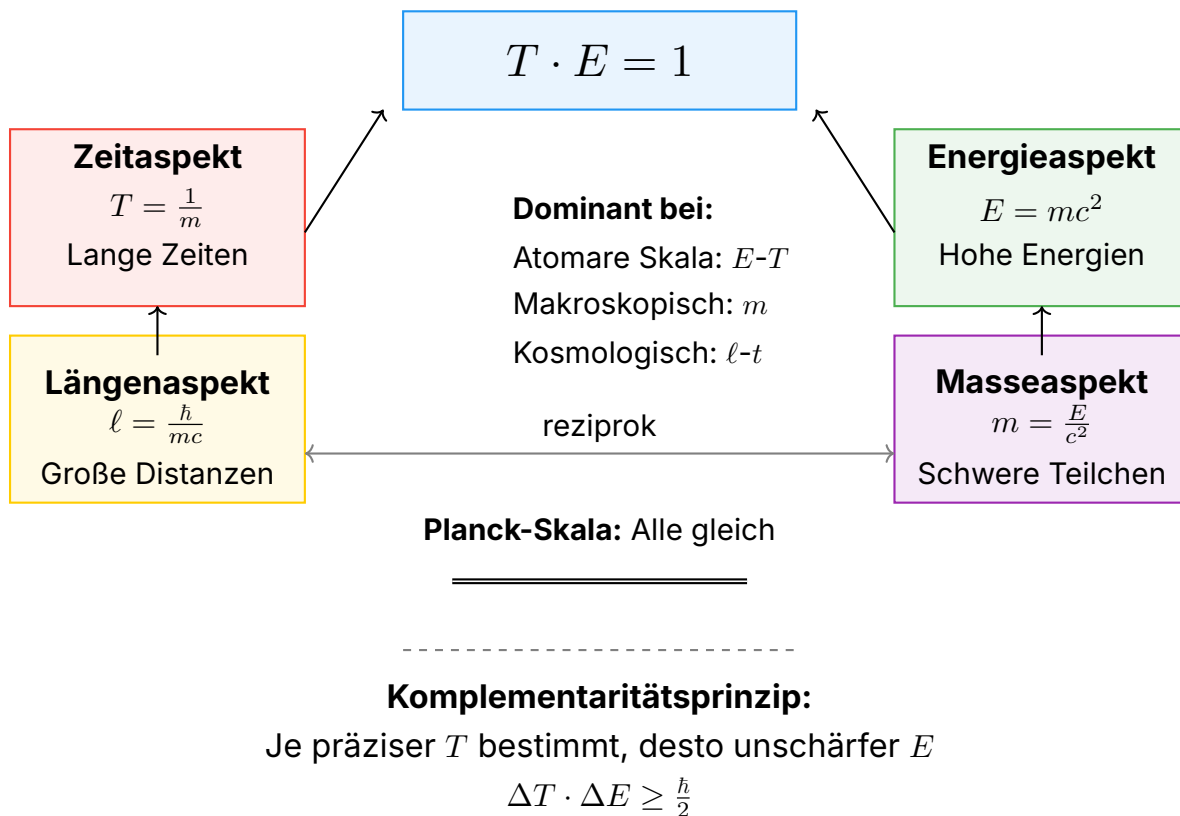 T · E = 1
Zeitaspekt
T = 1/m
Lange Zeiten
Energieaspekt
E = mc²
Hohe Energien
Dominant bei:
Atomare Skala: E-T
Makroskopisch: m
Kosmologisch: ℓ-t
Längenaspekt
ℓ = ℏ/mc
Große Distanzen
Masseaspekt
m = E/c²
Schwere Teilchen
reziprok
Planck-Skala: Alle gleich
Komplementaritätsprinzip:
Je präziser T bestimmt, desto unschärfer E
ΔT · ΔE ≥ ℏ/2